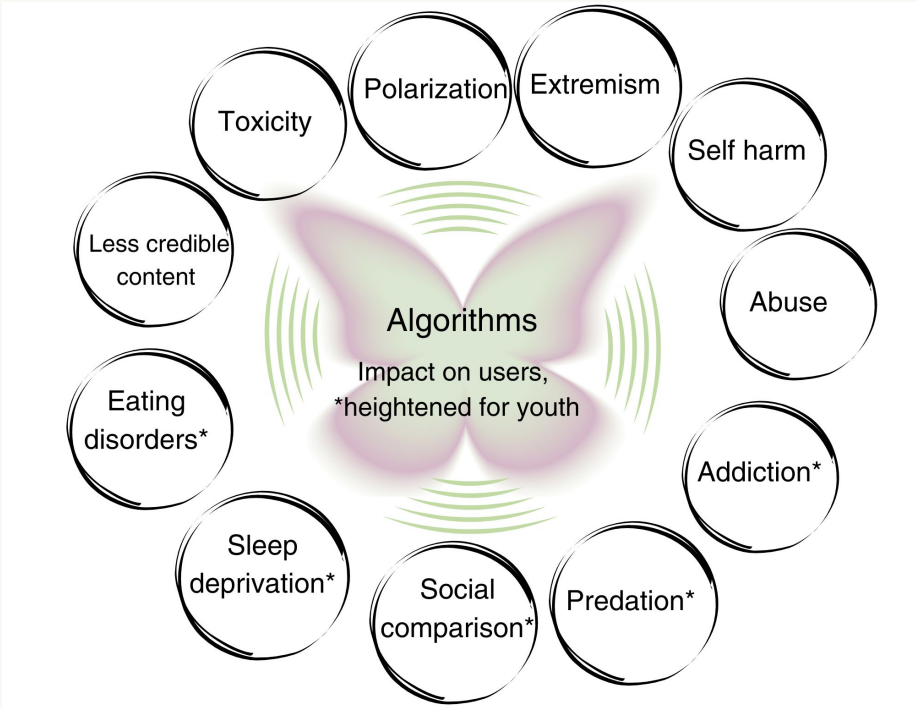 Polarization
Extremism
Toxicity
Self harm
Less credible
content
Abuse
Algorithms
Impact on users,
*heightened for youth
Eating
disorders*
Addiction*
Sleep
deprivation*
Social
comparison*
Predation*